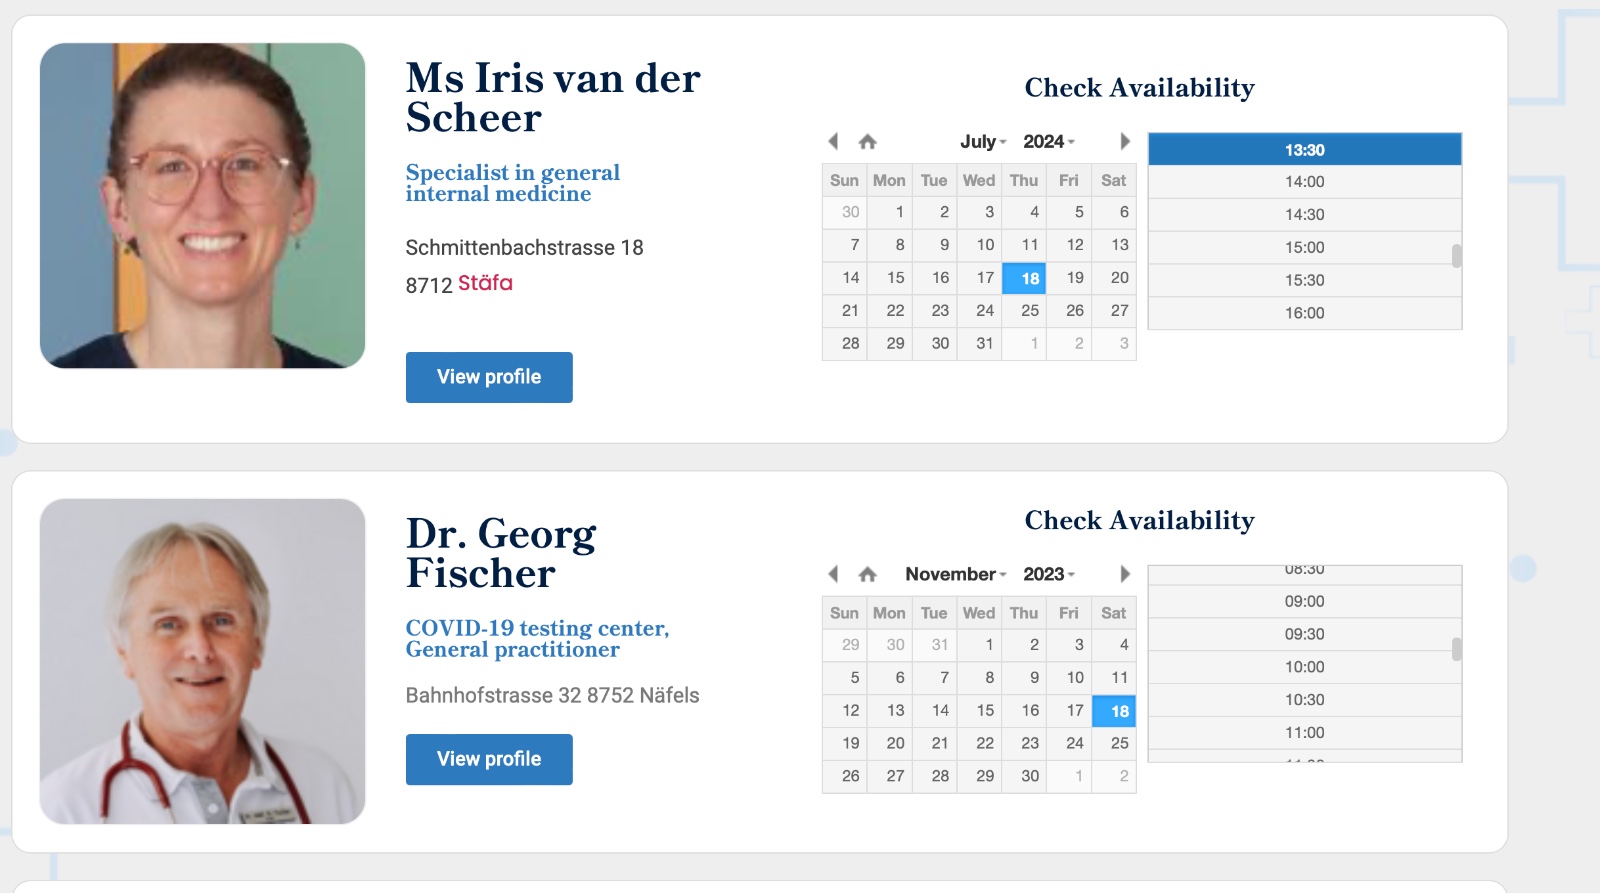 Ms Iris van der
Scheer
Specialist in general
internal medicine
Schmittenbachstrasse 18
8712 Stäfa
View profile
Check Availability
July 2024
Sun Mon Tue Wed Thu Fri Sat
30 1 2 3 4 5 6
7 8 9 10 11 12 13
14 15 16 17 18 19 20
21 22 23 24 25 26 27
28 29 30 31 1 2 3
13:30
14:00
14:30
15:00
15:30
16:00
Dr. Georg
Fischer
COVID-19 testing center,
General practitioner
Bahnhofstrasse 32 8752 Näfels
View profile
Check Availability
November 2023
Sun Mon Tue Wed Thu Fri Sat
29 30 31 1 2 3 4
5 6 7 8 9 10 11
12 13 14 15 16 17 18
19 20 21 22 23 24 25
26 27 28 29 30 1 2
08:30
09:00
09:30
10:00
10:30
11:00